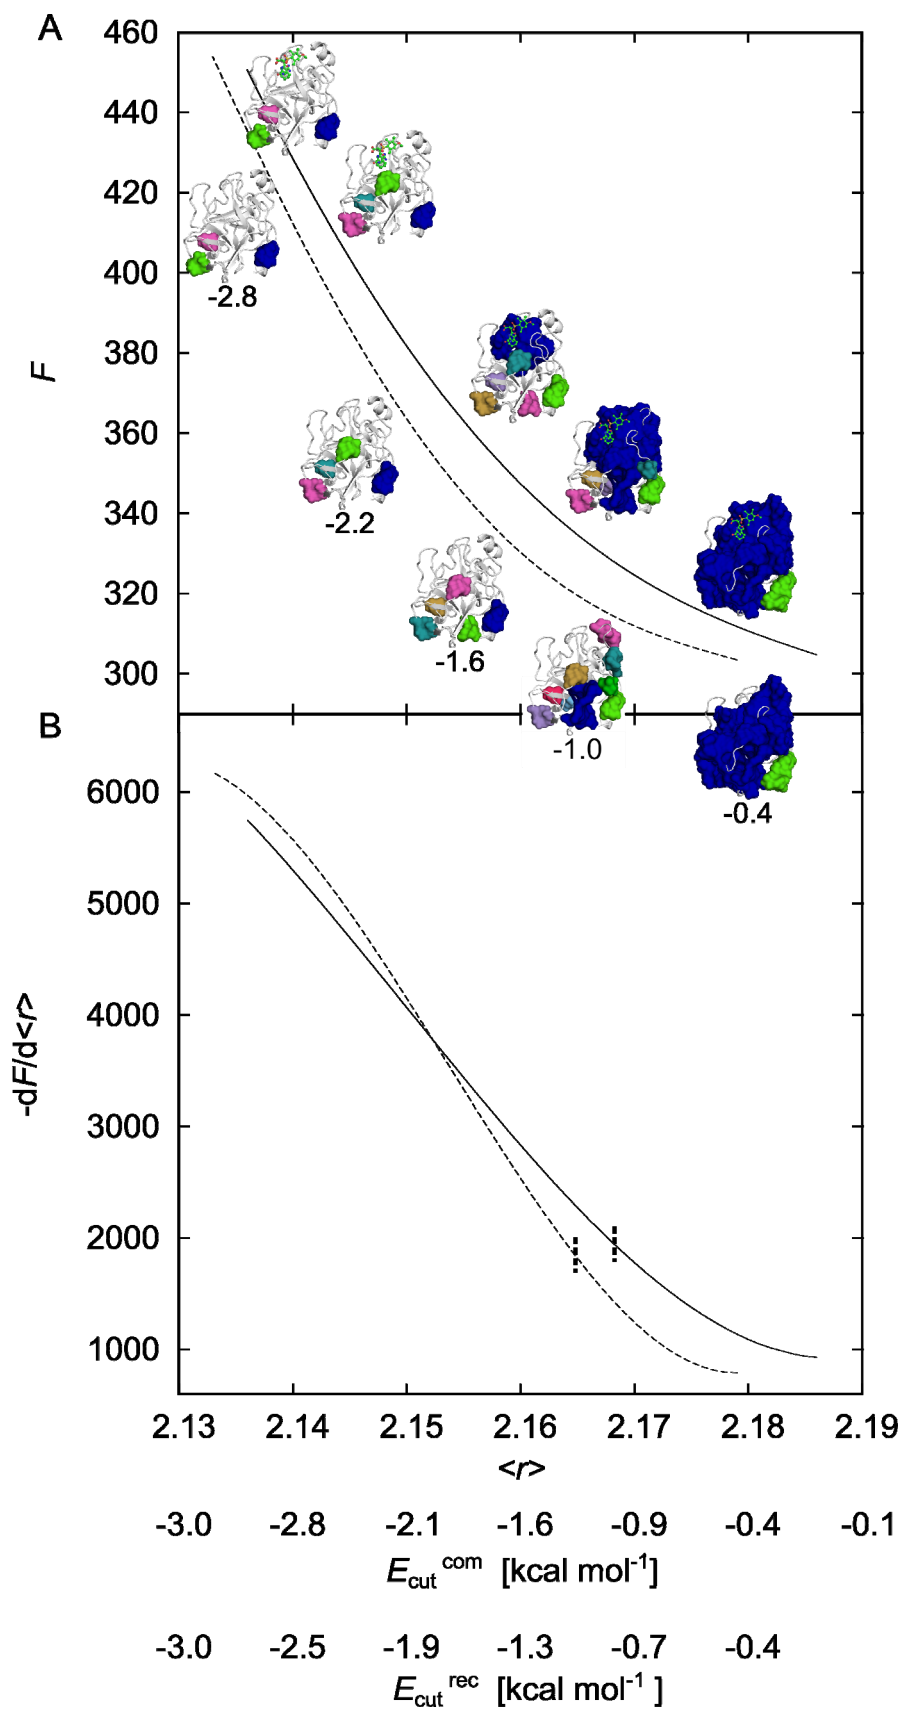 A
460
440
420
400
380
360
340
320
300
F
-2.8
-2.2
-1.6
-1.0
-0.4
B
6000
5000
4000
3000
2000
1000
-dF/d<r>
2.13 2.14 2.15 2.16 2.17 2.18 2.19
<r>
-3.0 -2.8 -2.1 -1.6 -0.9 -0.4 -0.1
Ecut com [kcal mol-1]
-3.0 -2.5 -1.9 -1.3 -0.7 -0.4
Ecut rec [kcal mol-1 ]